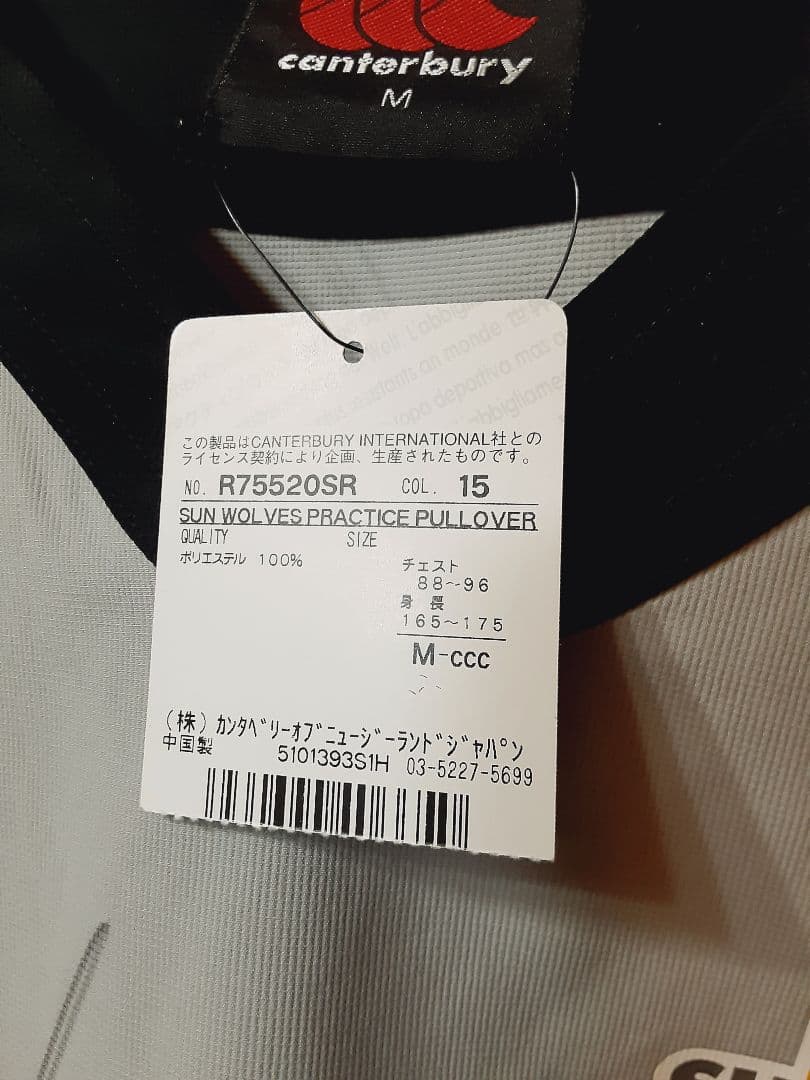 canterbury
M
この製品はCANTERBURY INTERNATIONAL社との
ライセンス契約により企画、生産されたものです。
NO. R75520SR COL. 15
SUN WOLVES PRACTICE PULLOVER
QUALITY SIZE
ポリエステル 100%
チェスト
88～96
身 長
165～175
M-ccc
(株)カンタベリーオブニュージーランドジャパン
中国製 5101393S1H 03-5227-5699